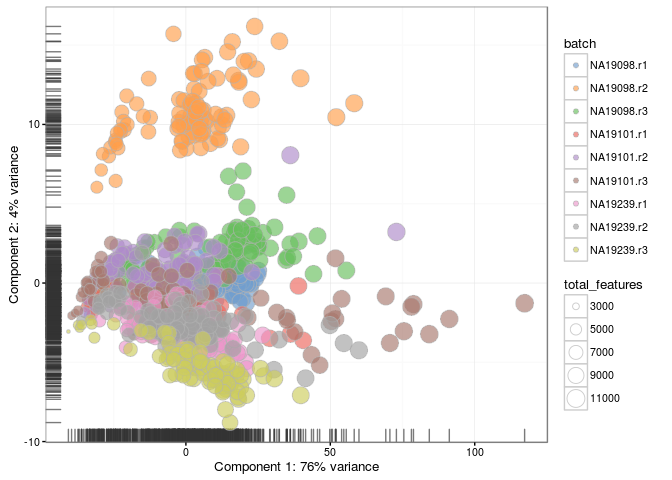 batch
NA19098.r1
NA19098.r2
NA19098.r3
NA19101.r1
NA19101.r2
NA19101.r3
NA19239.r1
NA19239.r2
NA19239.r3
total_features
3000
5000
7000
9000
11000
Component 2: 4% variance
10
0
-10
0
50
100
Component 1: 76% variance